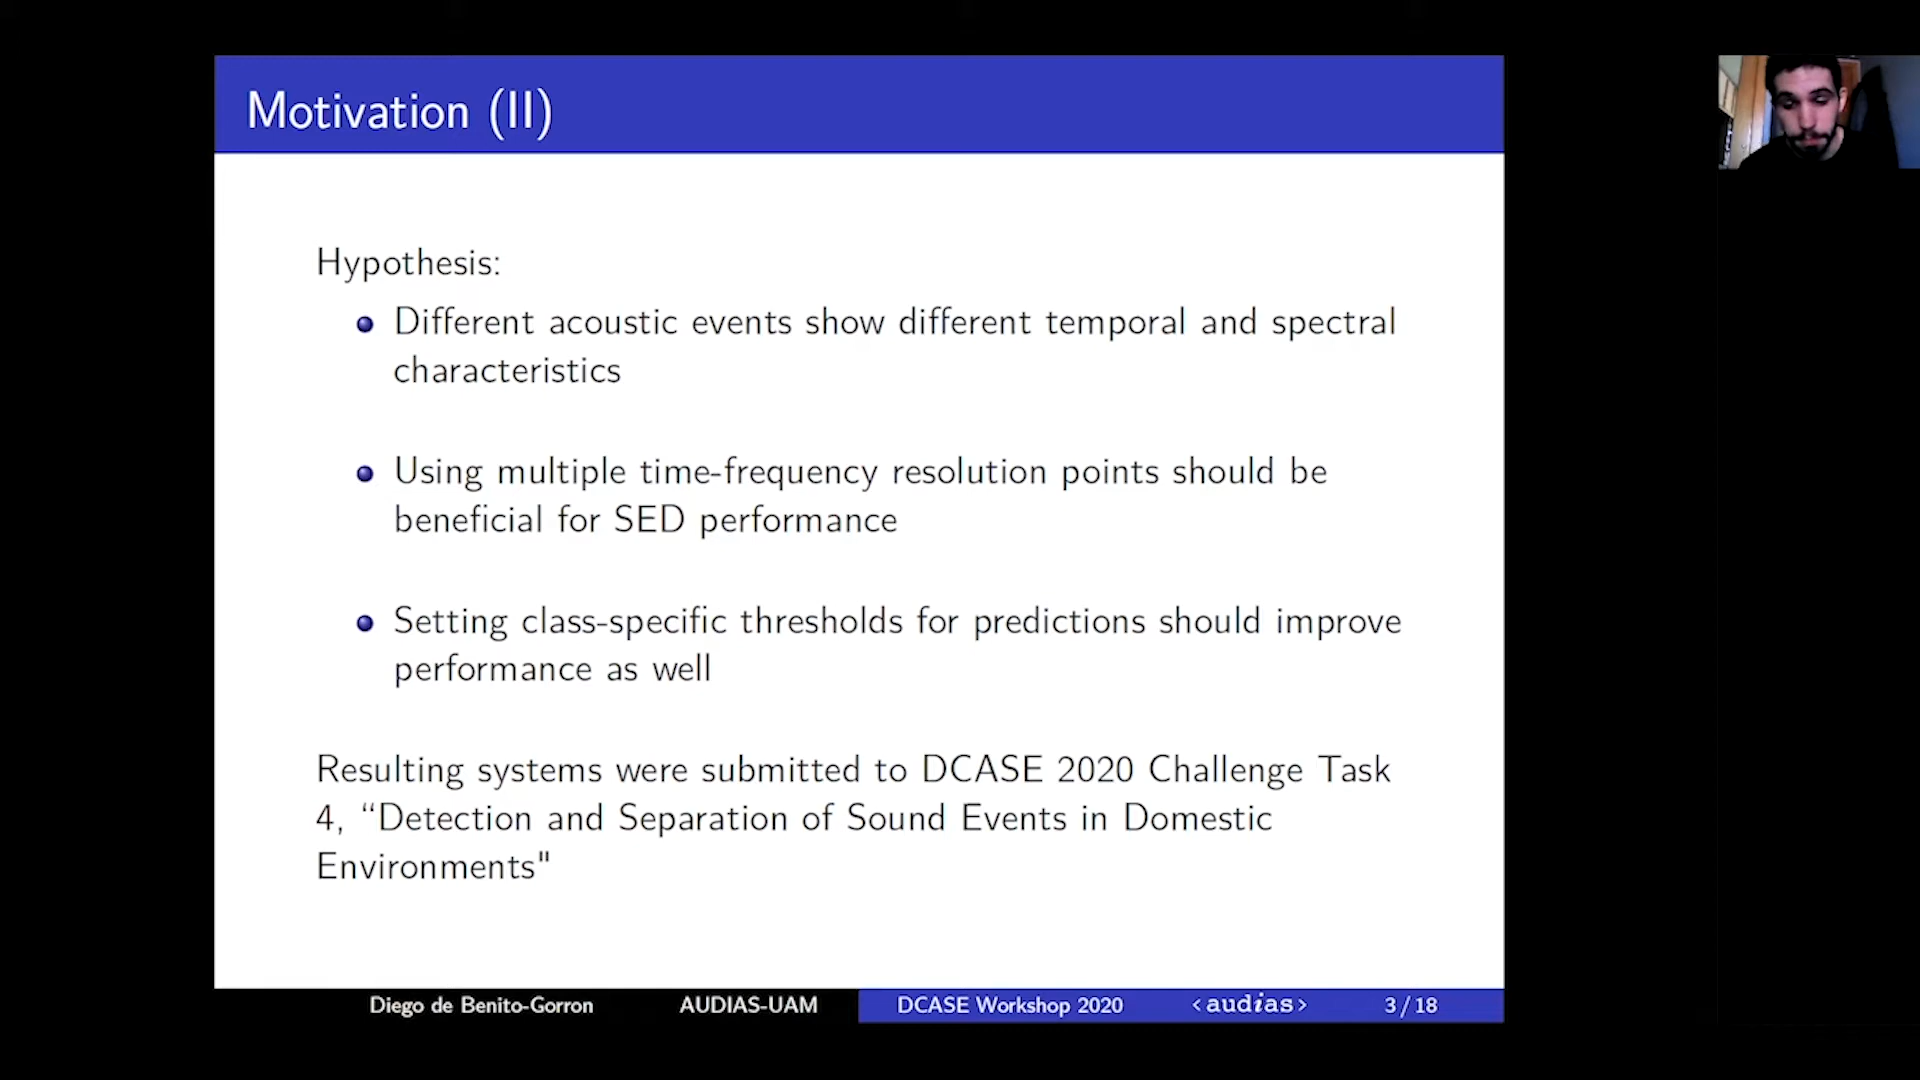 Motivation (II)
Hypothesis:
Different acoustic events show different temporal and spectral
characteristics
Using multiple time-frequency resolution points should be
beneficial for SED performance
Setting class-specific thresholds for predictions should improve
performance as well
Resulting systems were submitted to DCASE 2020 Challenge Task
4, “Detection and Separation of Sound Events in Domestic
Environments"
Diego de Benito-Gorron AUDIAS-UAM DCASE Workshop 2020 <audias> 3 / 18